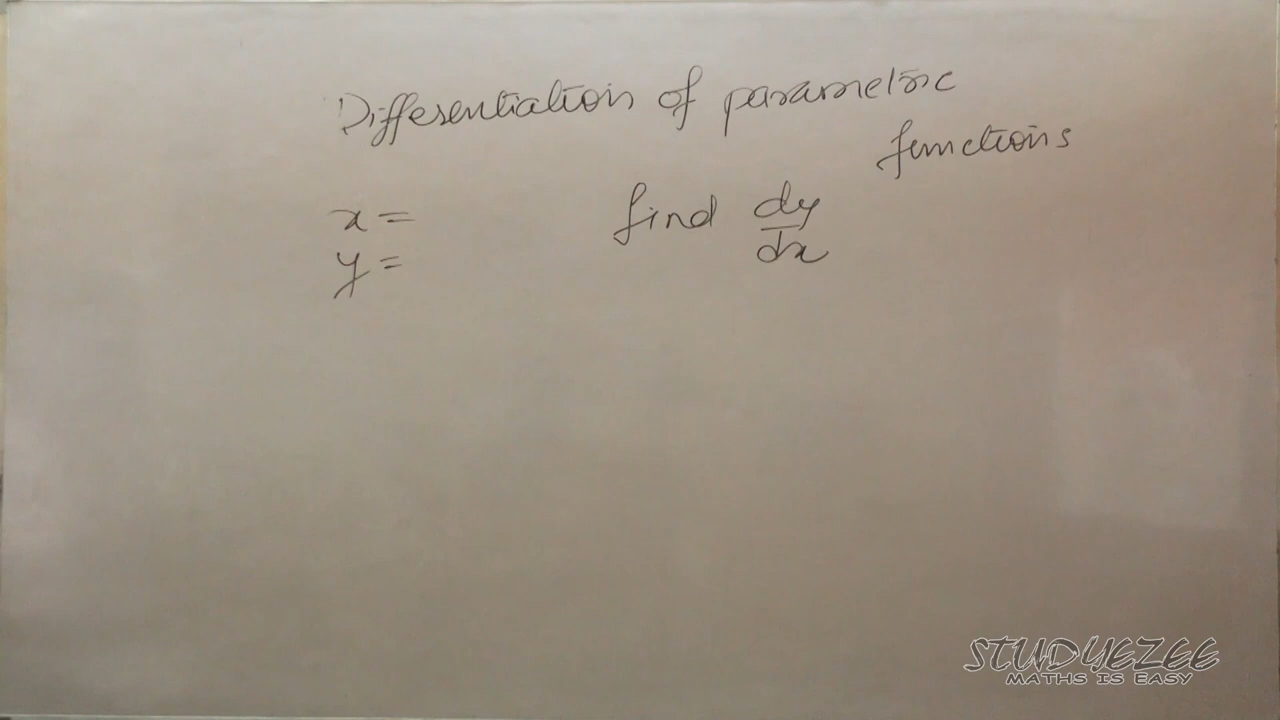 Differentiation of parametric
functions
x = find dy/dx
y =
STUDYEZEE
MATHS IS EASY